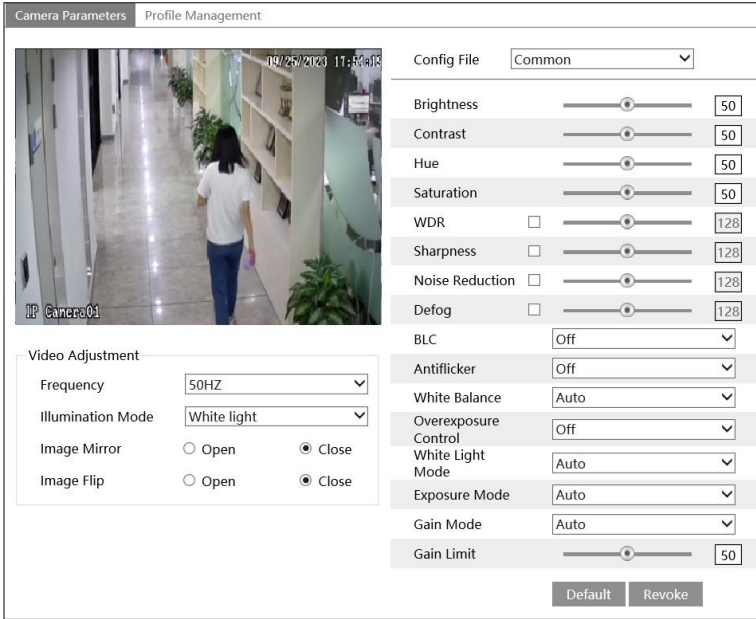 Camera Parameters Profile Management
09/25/2023 17:54:15
IP Camera01
Video Adjustment
Frequency 50HZ
Illumination Mode White light
Image Mirror Open Close
Image Flip Open Close
Config File Common
Brightness 50
Contrast 50
Hue 50
Saturation 50
WDR 128
Sharpness 128
Noise Reduction 128
Defog 128
BLC Off
Antiflicker Off
White Balance Auto
Overexposure
Control Off
White Light
Mode Auto
Exposure Mode Auto
Gain Mode Auto
Gain Limit 50
Default Revoke